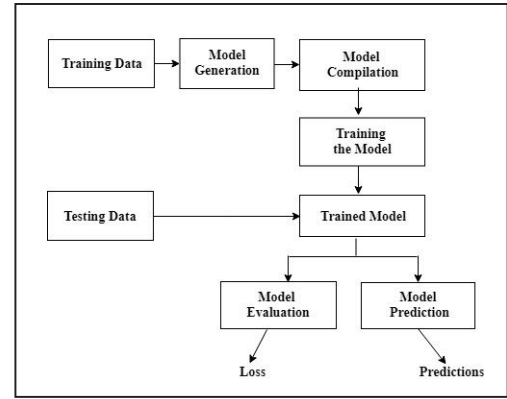 Training Data
Model
Generation
Model
Compilation
Training
the Model
Testing Data
Trained Model
Model
Evaluation
Model
Prediction
Loss
Predictions